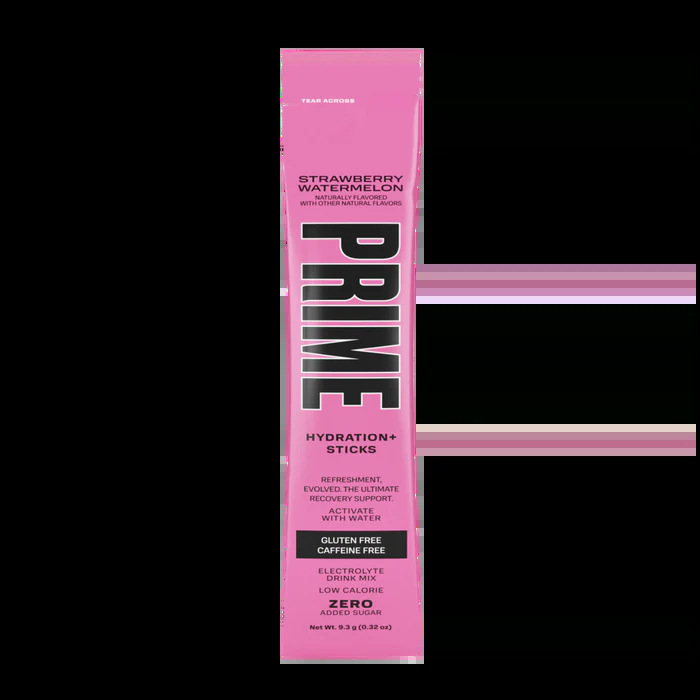 TEAR ACROSS
STRAWBERRY
WATERMELON
NATURALLY FLAVORED
WITH OTHER NATURAL FLAVORS
PRIME
HYDRATION+
STICKS
REFRESHMENT,
EVOLVED. THE ULTIMATE
RECOVERY SUPPORT.
ACTIVATE
WITH WATER
GLUTEN FREE
CAFFEINE FREE
ELECTROLYTE
DRINK MIX
LOW CALORIE
ZERO
ADDED SUGAR
Net Wt. 9.3 g (0.32 oz)